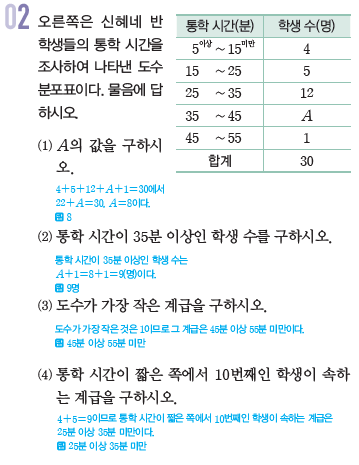 02 오른쪽은 신혜네 반
학생들의 통학 시간을
조사하여 나타낸 도수
분포표이다. 물음에 답
하시오.
통학 시간(분) 학생 수(명)
5이상 ~ 15미만 4
15 ~ 25 5
25 ~ 35 12
35 ~ 45 A
45 ~ 55 1
합계 30
(1) A의 값을 구하시
오.
4+5+12+A+1=30에서
22+A=30, A=8이다.
답 8
(2) 통학 시간이 35분 이상인 학생 수를 구하시오.
통학 시간이 35분 이상인 학생 수는
A+1=8+1=9(명)이다.
답 9명
(3) 도수가 가장 작은 계급을 구하시오.
도수가 가장 작은 것은 1이므로 그 계급은 45분 이상 55분 미만이다.
답 45분 이상 55분 미만
(4) 통학 시간이 짧은 쪽에서 10번째인 학생이 속하
는 계급을 구하시오.
4+5=9이므로 통학 시간이 짧은 쪽에서 10번째인 학생이 속하는 계급은
25분 이상 35분 미만이다.
답 25분 이상 35분 미만